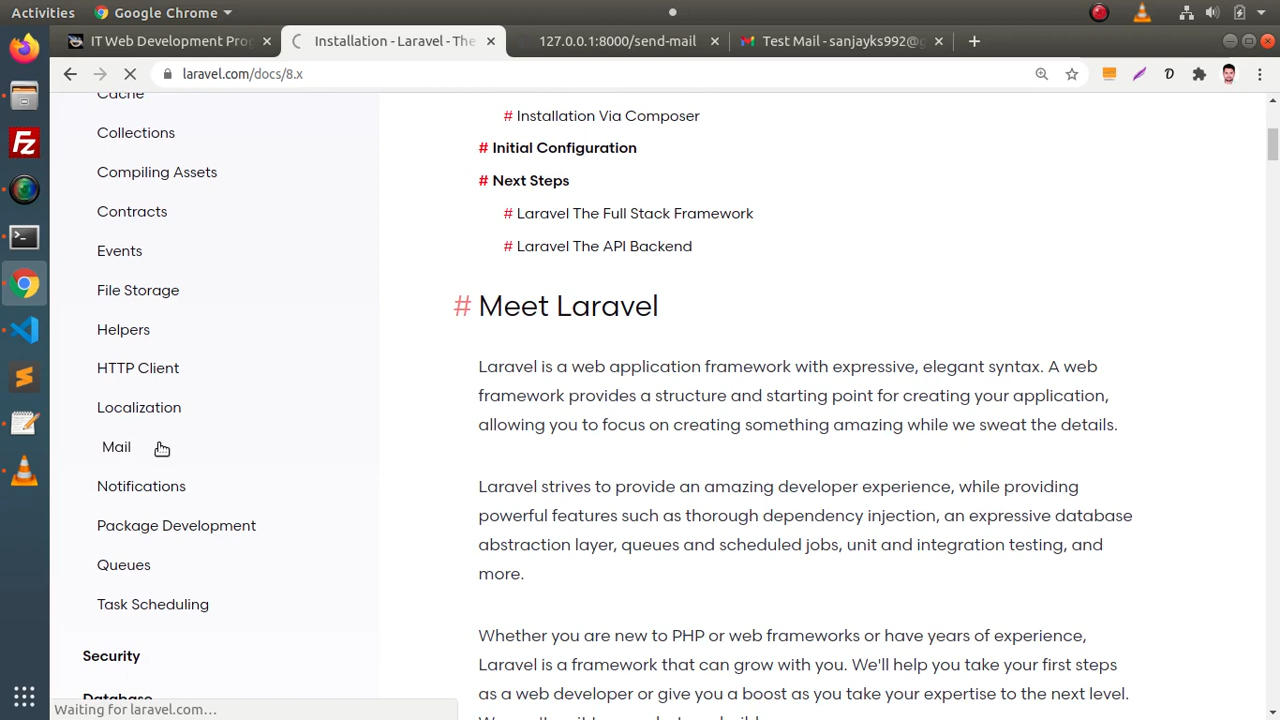 Activities Google Chrome
IT Web Development Prog
Installation - Laravel - The
127.0.0.1:8000/send-mail
Test Mail - sanjayks992@g
laravel.com/docs/8.x
Cache
Collections
Compiling Assets
Contracts
Events
File Storage
Helpers
HTTP Client
Localization
Mail
Notifications
Package Development
Queues
Task Scheduling
Security
Database
Waiting for laravel.com…
# Installation Via Composer
# Initial Configuration
# Next Steps
# Laravel The Full Stack Framework
# Laravel The API Backend
# Meet Laravel
Laravel is a web application framework with expressive, elegant syntax. A web
framework provides a structure and starting point for creating your application,
allowing you to focus on creating something amazing while we sweat the details.
Laravel strives to provide an amazing developer experience, while providing
powerful features such as thorough dependency injection, an expressive database
abstraction layer, queues and scheduled jobs, unit and integration testing, and
more.
Whether you are new to PHP or web frameworks or have years of experience,
Laravel is a framework that can grow with you. We'll help you take your first steps
as a web developer or give you a boost as you take your expertise to the next level.